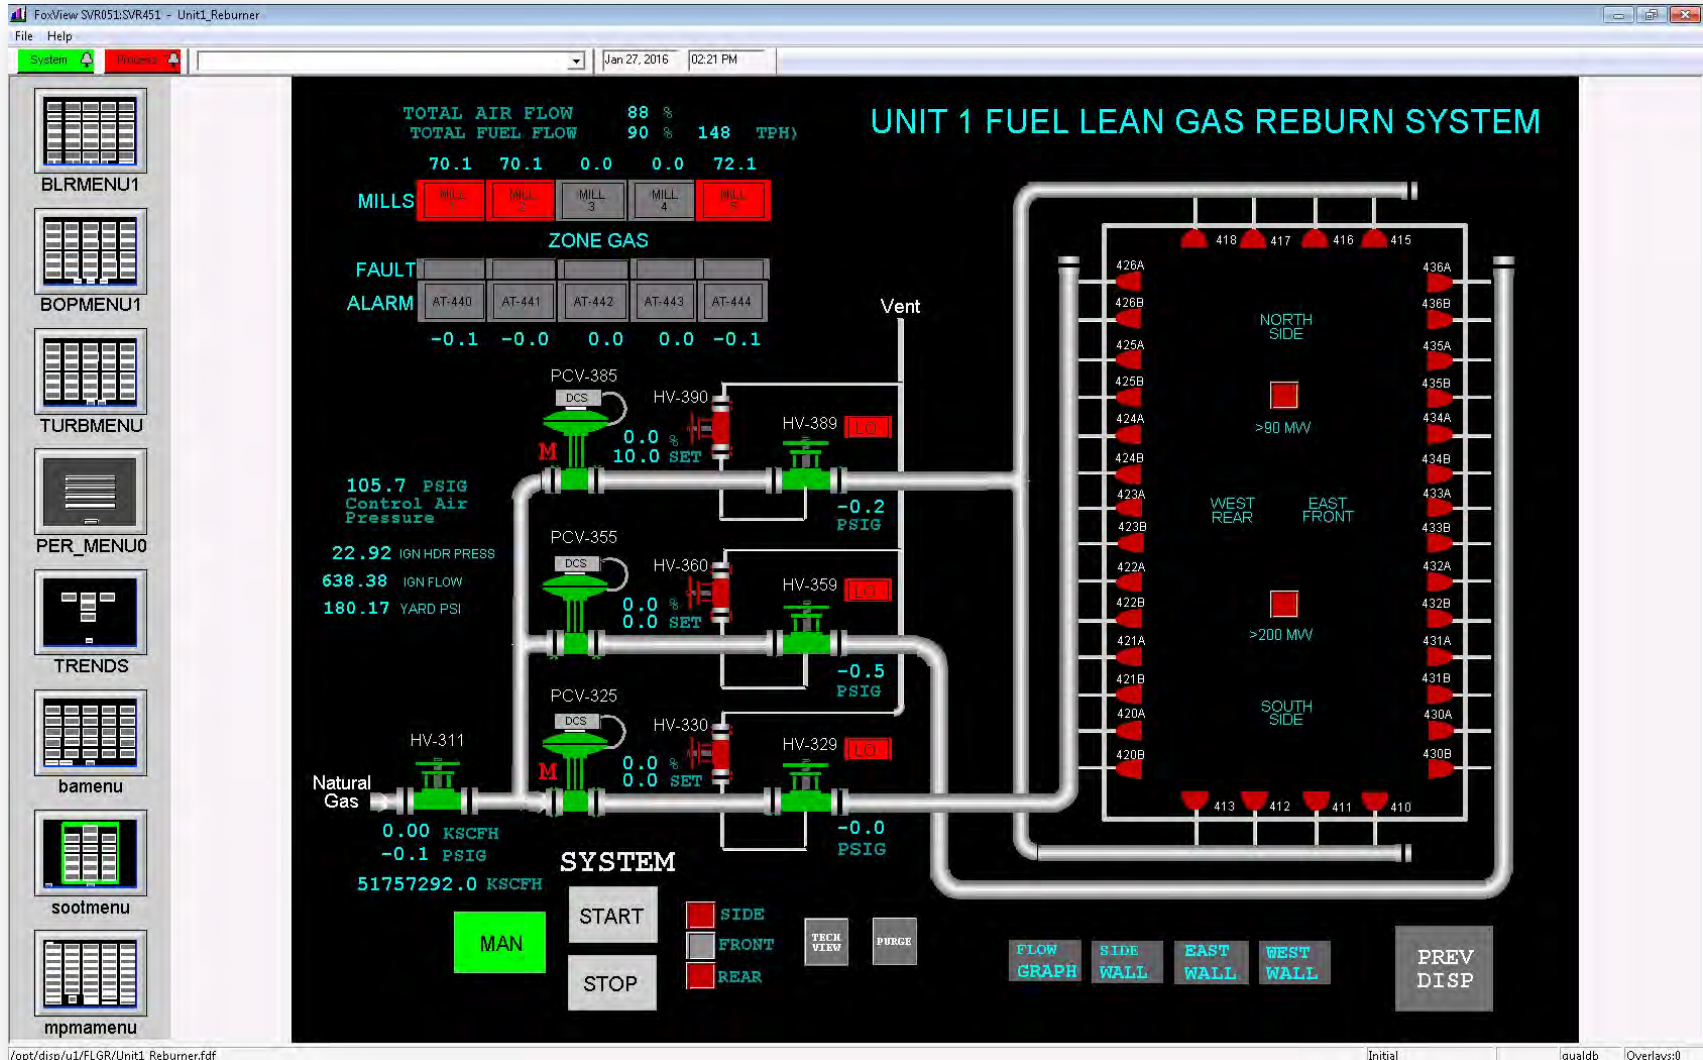 FoxView SVR051:SVR451 - Unit1_Reburner
File Help
System Process Jan 27, 2016 02:21 PM
BLRMENU1
BOPMENU1
TURBMENU
PER_MENU0
TRENDS
bamenu
sootmenu
mpmamenu
TOTAL AIR FLOW 88 %
TOTAL FUEL FLOW 90 % 148 TPH)
UNIT 1 FUEL LEAN GAS REBURN SYSTEM
70.1 70.1 0.0 0.0 72.1
MILLS MILL 1 MILL 2 MILL 3 MILL 4 MILL 5
ZONE GAS
FAULT
ALARM AT-440 AT-441 AT-442 AT-443 AT-444
-0.1 -0.0 0.0 0.0 -0.1
Vent
PCV-385
DCS
HV-390
HV-389 LO
0.0 %
M 10.0 SET
-0.2
PSIG
105.7 PSIG
Control Air
Pressure
22.92 IGN HDR PRESS
638.38 IGN FLOW
180.17 YARD PSI
PCV-355
DCS
HV-360
HV-359 LO
0.0 %
0.0 SET
-0.5
PSIG
PCV-325
DCS
HV-330
HV-329 LO
M 0.0 %
0.0 SET
-0.0
PSIG
HV-311
Natural
Gas
0.00 KSCFH
-0.1 PSIG
51757292.0 KSCFH
SYSTEM
MAN
START
STOP
SIDE
FRONT
REAR
TECH
VIEW
PURGE
418 417 416 415
426A 436A
426B 436B
425A 435A
425B 435B
424A 434A
424B 434B
423A 433A
423B 433B
422A 432A
422B 432B
421A 431A
421B 431B
420A 430A
420B 430B
413 412 411 410
NORTH
SIDE
>90 MW
WEST
REAR
EAST
FRONT
>200 MW
SOUTH
SIDE
FLOW
GRAPH
SIDE
WALL
EAST
WALL
WEST
WALL
PREV
DISP
/opt/disp/u1/FLGR/Unit1_Reburner.fdf Initial qualdb Overlays:0